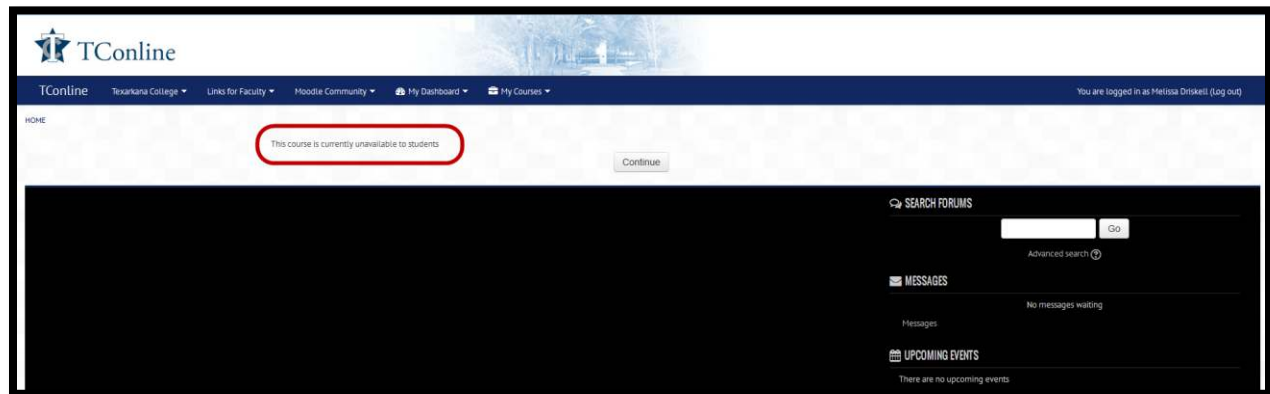 TConline
TConline Texarkana College Links for Faculty Moodle Community My Dashboard My Courses You are logged in as Melissa Driskell (Log out)
HOME
This course is currently unavailable to students
Continue
SEARCH FORUMS
Go
Advanced search
MESSAGES
No messages waiting
Messages
UPCOMING EVENTS
There are no upcoming events